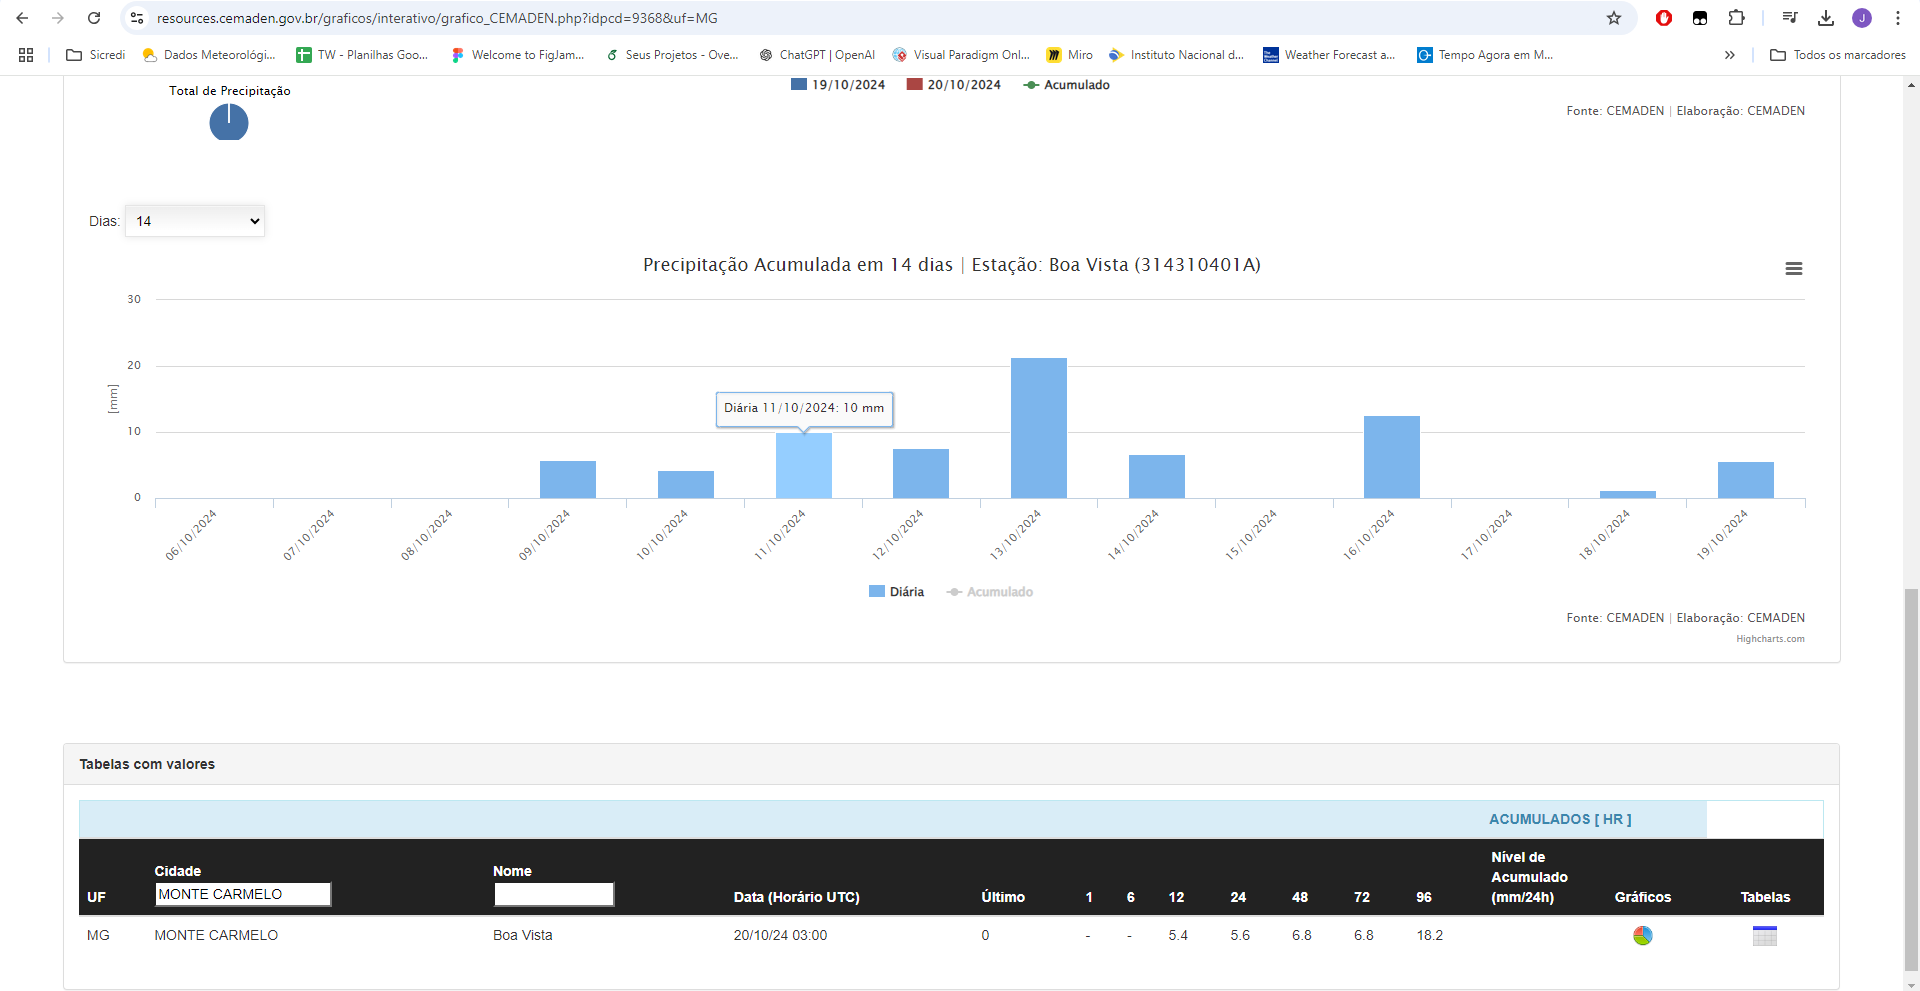 resources.cemaden.gov.br/graficos/interativo/grafico_CEMADEN.php?idpcd=9368&uf=MG
J
Sicredi
Dados Meteorológi...
TW - Planilhas Goo...
Welcome to FigJam...
Seus Projetos - Ove...
ChatGPT | OpenAI
Visual Paradigm Onl...
Miro
Instituto Nacional d...
Weather Forecast a...
Tempo Agora em M...
»
Todos os marcadores
Total de Precipitação
19/10/2024 20/10/2024 Acumulado
Fonte: CEMADEN | Elaboração: CEMADEN
Dias: 14
Precipitação Acumulada em 14 dias | Estação: Boa Vista (314310401A)
30
20
[mm]
Diária 11/10/2024: 10 mm
10
0
06/10/2024 07/10/2024 08/10/2024 09/10/2024 10/10/2024 11/10/2024 12/10/2024 13/10/2024 14/10/2024 15/10/2024 16/10/2024 17/10/2024 18/10/2024 19/10/2024
Diária Acumulado
Fonte: CEMADEN | Elaboração: CEMADEN
Highcharts.com
Tabelas com valores
ACUMULADOS [ HR ]
UF Cidade Nome Data (Horário UTC) Último 1 6 12 24 48 72 96 Nível de Acumulado (mm/24h) Gráficos Tabelas
MONTE CARMELO
MG MONTE CARMELO Boa Vista 20/10/24 03:00 0 - - 5.4 5.6 6.8 6.8 18.2